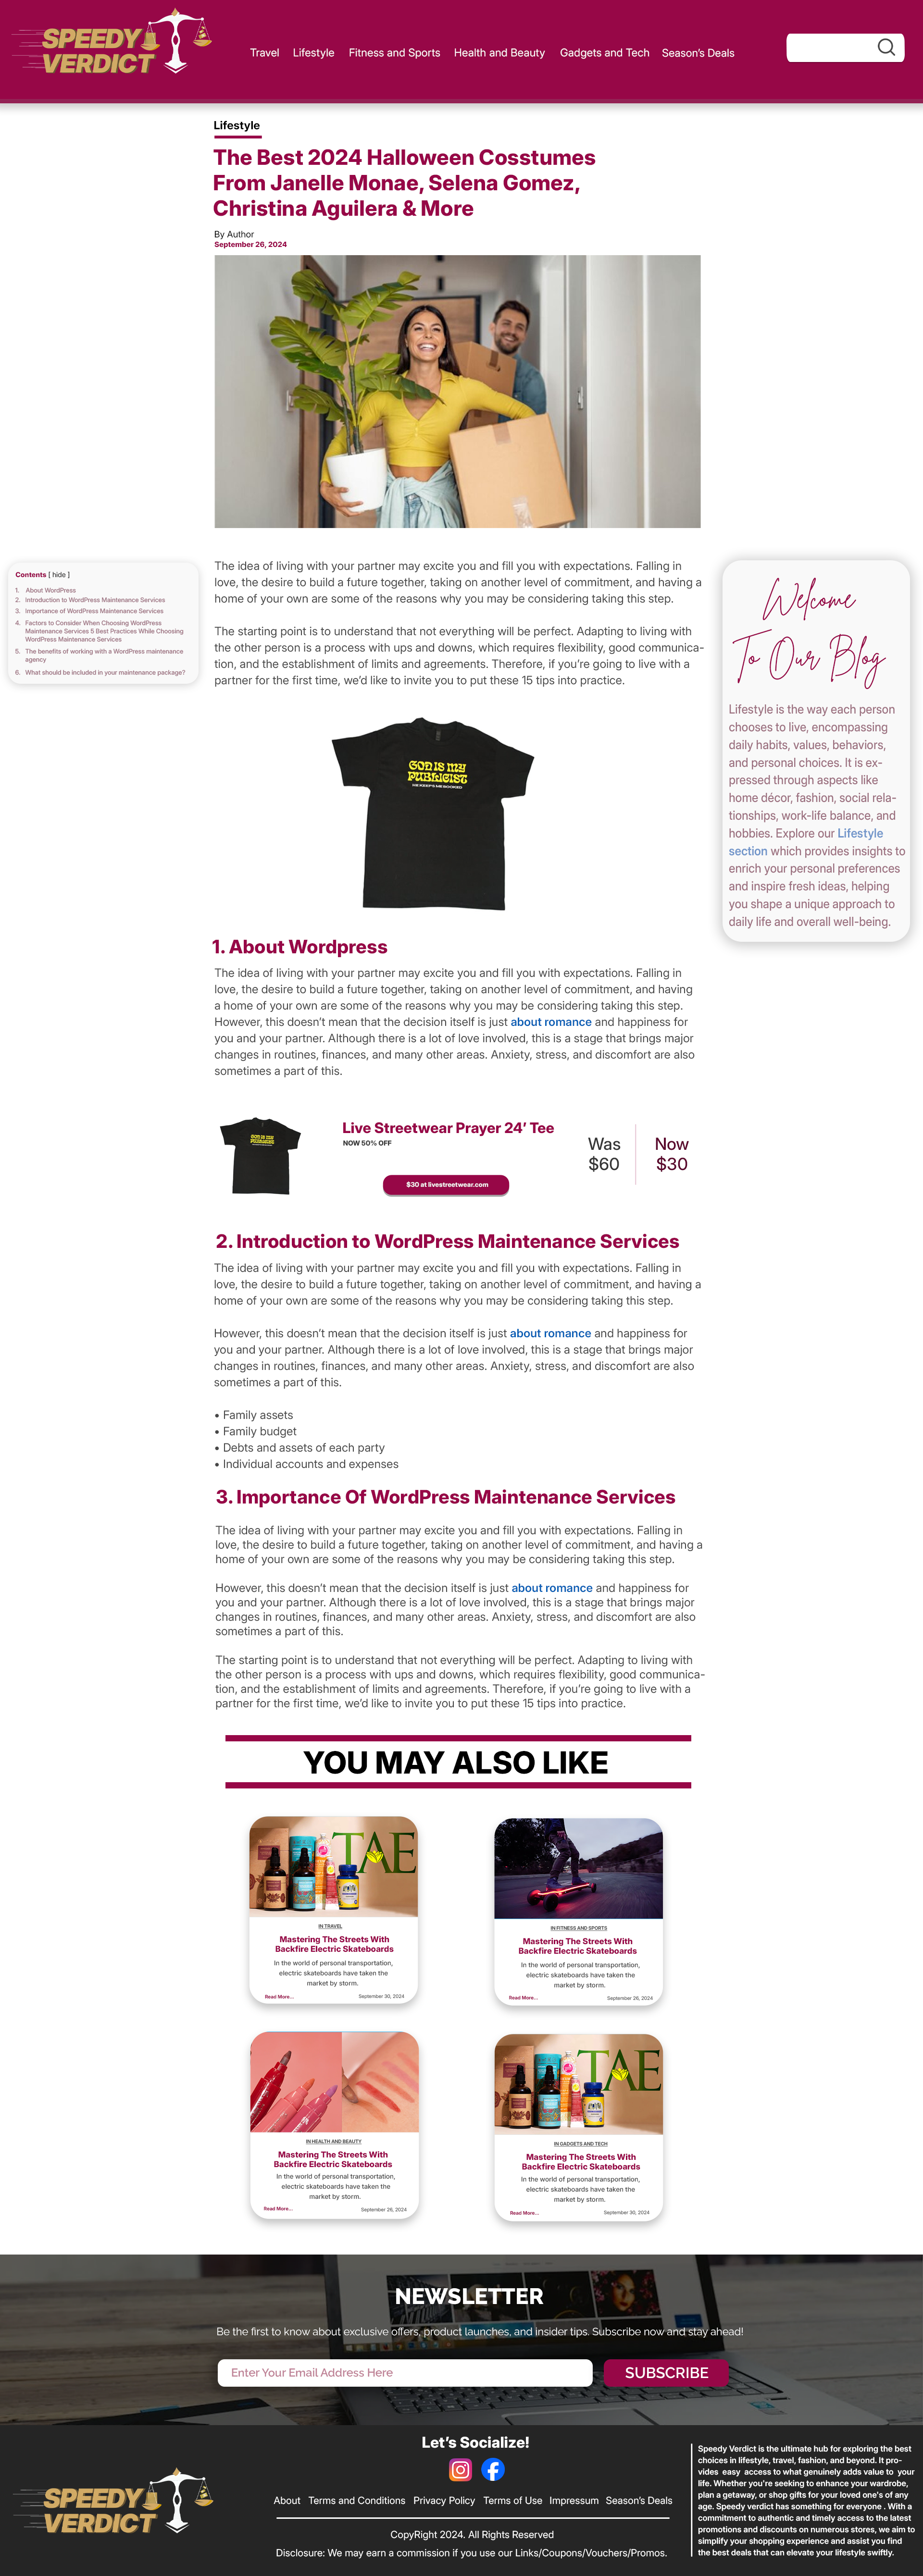 SPEEDY
VERDICT
Travel Lifestyle Fitness and Sports Health and Beauty Gadgets and Tech Season's Deals
Lifestyle
The Best 2024 Halloween Cosstumes
From Janelle Monae, Selena Gomez,
Christina Aguilera & More
By Author
September 26, 2024
Contents [ hide ]
1. About WordPress
2. Introduction to WordPress Maintenance Services
3. Importance of WordPress Maintenance Services
4. Factors to Consider When Choosing WordPress
Maintenance Services 5 Best Practices While Choosing
WordPress Maintenance Services
5. The benefits of working with a WordPress maintenance
agency
6. What should be included in your maintenance package?
The idea of living with your partner may excite you and fill you with expectations. Falling in
love, the desire to build a future together, taking on another level of commitment, and having a
home of your own are some of the reasons why you may be considering taking this step.
The starting point is to understand that not everything will be perfect. Adapting to living with
the other person is a process with ups and downs, which requires flexibility, good communica-
tion, and the establishment of limits and agreements. Therefore, if you're going to live with a
partner for the first time, we'd like to invite you to put these 15 tips into practice.
Welcome
To Our Blog
Lifestyle is the way each person
chooses to live, encompassing
daily habits, values, behaviors,
and personal choices. It is ex-
pressed through aspects like
home décor, fashion, social rela-
tionships, work-life balance, and
hobbies. Explore our Lifestyle
section which provides insights to
enrich your personal preferences
and inspire fresh ideas, helping
you shape a unique approach to
daily life and overall well-being.
GOD IS MY
PUBLICIST
HE KEEPS ME BOOKED
1. About Wordpress
The idea of living with your partner may excite you and fill you with expectations. Falling in
love, the desire to build a future together, taking on another level of commitment, and having
a home of your own are some of the reasons why you may be considering taking this step.
However, this doesn't mean that the decision itself is just about romance and happiness for
you and your partner. Although there is a lot of love involved, this is a stage that brings major
changes in routines, finances, and many other areas. Anxiety, stress, and discomfort are also
sometimes a part of this.
GOD IS MY
PUBLICIST
Live Streetwear Prayer 24' Tee
NOW 50% OFF
$30 at livestreetwear.com
Was
$60
Now
$30
2. Introduction to WordPress Maintenance Services
The idea of living with your partner may excite you and fill you with expectations. Falling in
love, the desire to build a future together, taking on another level of commitment, and having a
home of your own are some of the reasons why you may be considering taking this step.
However, this doesn't mean that the decision itself is just about romance and happiness for
you and your partner. Although there is a lot of love involved, this is a stage that brings major
changes in routines, finances, and many other areas. Anxiety, stress, and discomfort are also
sometimes a part of this.
• Family assets
• Family budget
• Debts and assets of each party
• Individual accounts and expenses
3. Importance Of WordPress Maintenance Services
The idea of living with your partner may excite you and fill you with expectations. Falling in
love, the desire to build a future together, taking on another level of commitment, and having a
home of your own are some of the reasons why you may be considering taking this step.
However, this doesn't mean that the decision itself is just about romance and happiness for
you and your partner. Although there is a lot of love involved, this is a stage that brings major
changes in routines, finances, and many other areas. Anxiety, stress, and discomfort are also
sometimes a part of this.
The starting point is to understand that not everything will be perfect. Adapting to living with
the other person is a process with ups and downs, which requires flexibility, good communica-
tion, and the establishment of limits and agreements. Therefore, if you're going to live with a
partner for the first time, we'd like to invite you to put these 15 tips into practice.
YOU MAY ALSO LIKE
TAE
IN TRAVEL
Mastering The Streets With
Backfire Electric Skateboards
In the world of personal transportation,
electric skateboards have taken the
market by storm.
Read More... September 30, 2024
IN FITNESS AND SPORTS
Mastering The Streets With
Backfire Electric Skateboards
In the world of personal transportation,
electric skateboards have taken the
market by storm.
Read More... September 26, 2024
IN HEALTH AND BEAUTY
Mastering The Streets With
Backfire Electric Skateboards
In the world of personal transportation,
electric skateboards have taken the
market by storm.
Read More... September 26, 2024
TAE
IN GADGETS AND TECH
Mastering The Streets With
Backfire Electric Skateboards
In the world of personal transportation,
electric skateboards have taken the
market by storm.
Read More... September 30, 2024
NEWSLETTER
Be the first to know about exclusive offers, product launches, and insider tips. Subscribe now and stay ahead!
Enter Your Email Address Here
SUBSCRIBE
SPEEDY
VERDICT
Let's Socialize!
About Terms and Conditions Privacy Policy Terms of Use Impressum Season's Deals
CopyRight 2024. All Rights Reserved
Disclosure: We may earn a commission if you use our Links/Coupons/Vouchers/Promos.
Speedy Verdict is the ultimate hub for exploring the best
choices in lifestyle, travel, fashion, and beyond. It pro-
vides easy access to what genuinely adds value to your
life. Whether you're seeking to enhance your wardrobe,
plan a getaway, or shop gifts for your loved one's of any
age. Speedy verdict has something for everyone . With a
commitment to authentic and timely access to the latest
promotions and discounts on numerous stores, we aim to
simplify your shopping experience and assist you find
the best deals that can elevate your lifestyle swiftly.